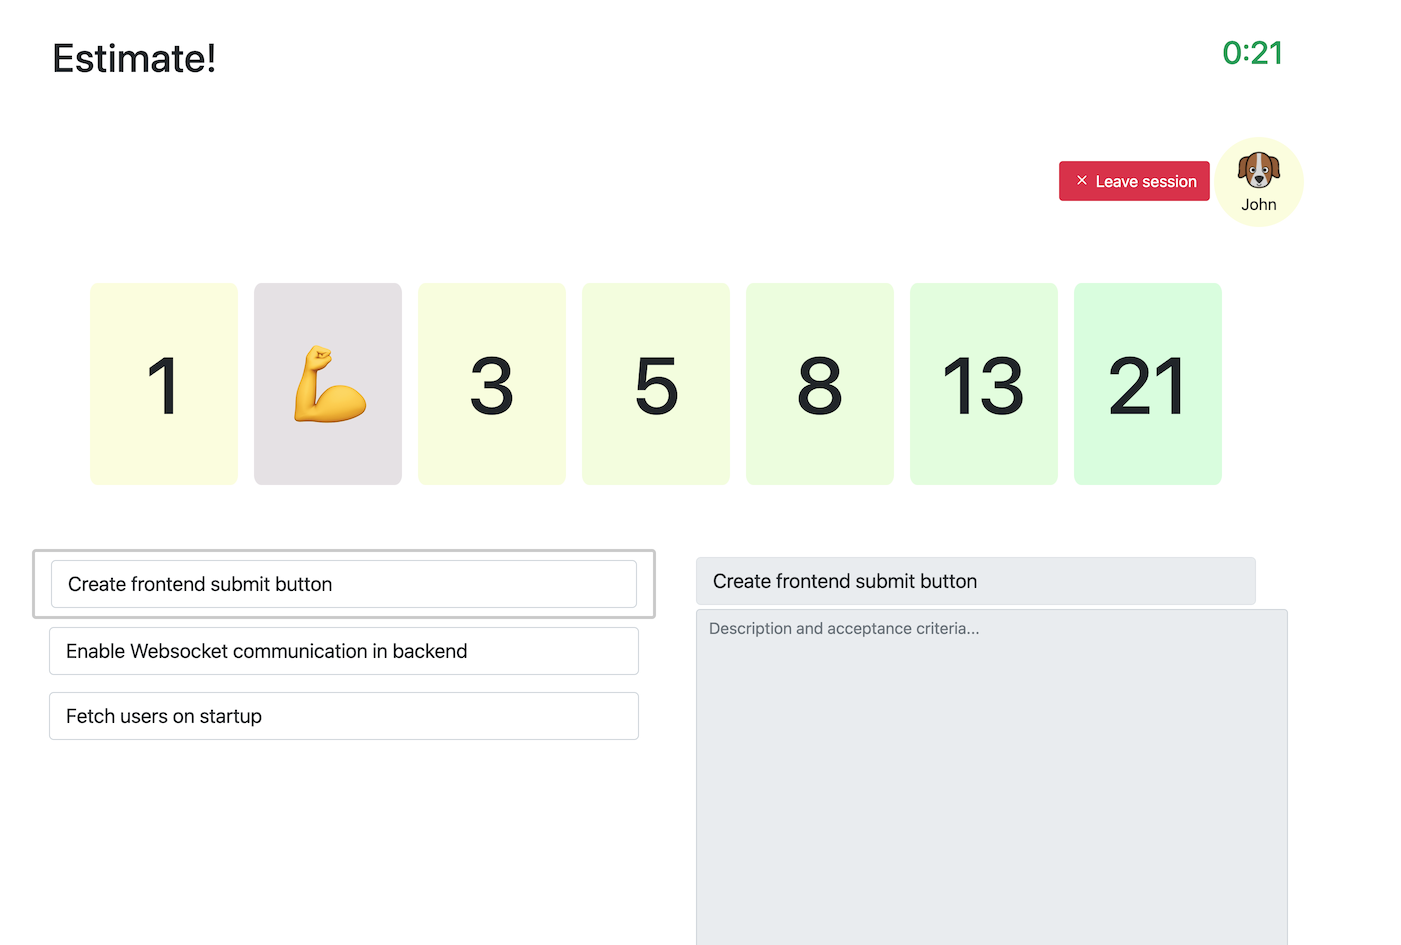 Estimate!
0:21
× Leave session
John
1
3
5
8
13
21
Create frontend submit button
Enable Websocket communication in backend
Fetch users on startup
Create frontend submit button
Description and acceptance criteria...